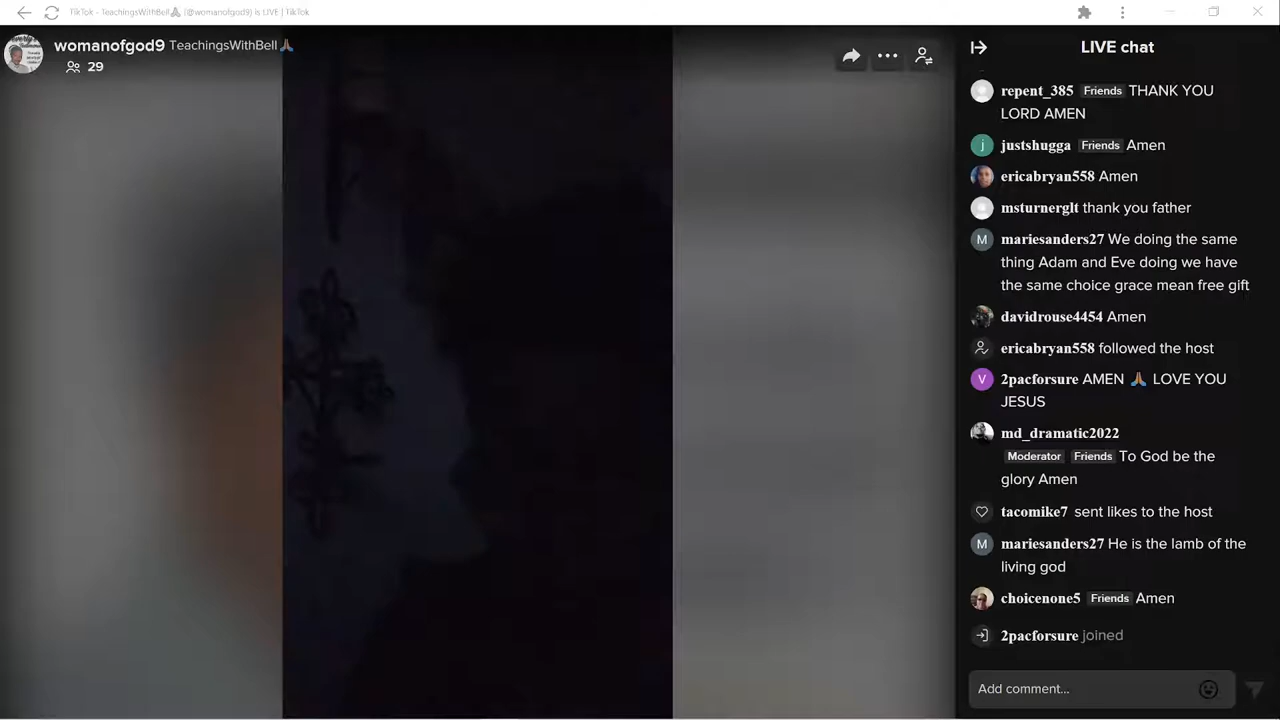 TikTok - TeachingsWithBell🙏🏽 (@womanofgod9) is LIVE | TikTok
womanofgod9 TeachingsWithBell🙏🏽
29
LIVE chat
repent_385 Friends THANK YOU
LORD AMEN
justshugga Friends Amen
ericabryan558 Amen
msturnerglt thank you father
mariesanders27 We doing the same
thing Adam and Eve doing we have
the same choice grace mean free gift
davidrouse4454 Amen
ericabryan558 followed the host
2pacforsure AMEN 🙏🏽 LOVE YOU
JESUS
md_dramatic2022
Moderator Friends To God be the
glory Amen
tacomike7 sent likes to the host
mariesanders27 He is the lamb of the
living god
choicenone5 Friends Amen
2pacforsure joined
Add comment...